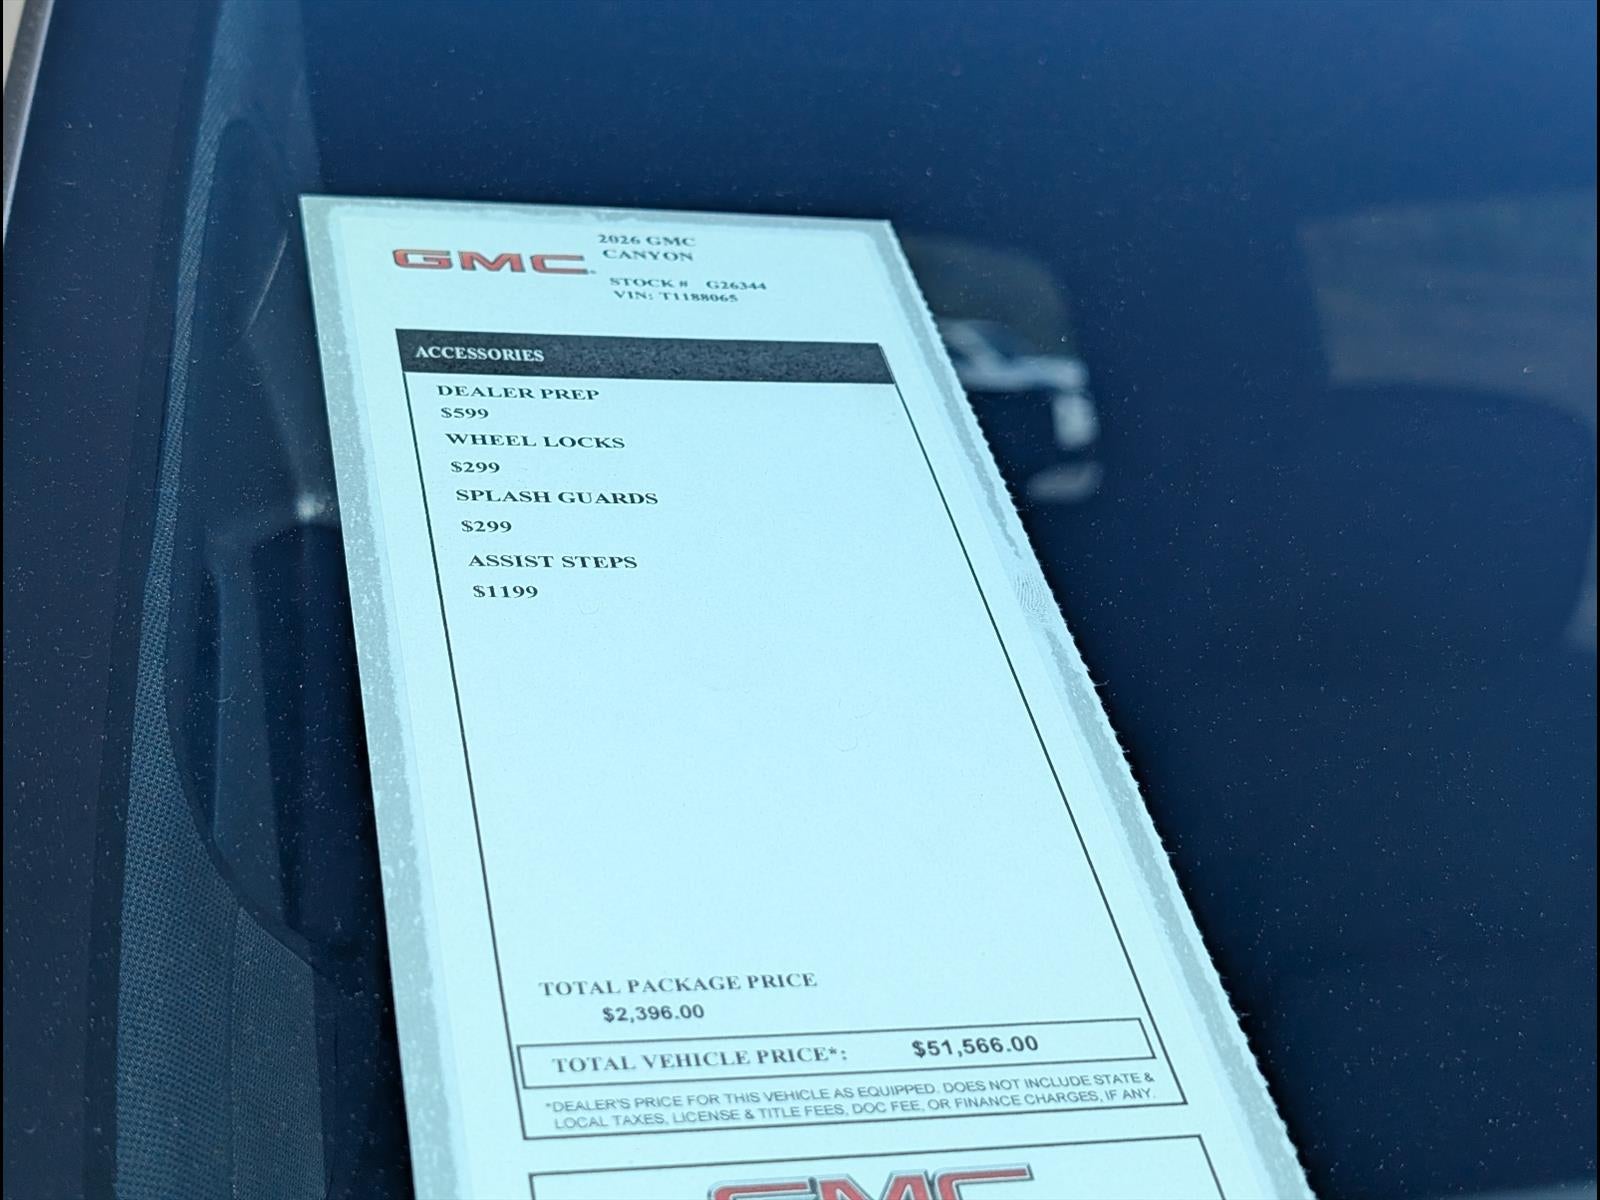 GMC
2026 GMC
CANYON
STOCK # G26344
VIN: T1188065
ACCESSORIES
DEALER PREP
$599
WHEEL LOCKS
$299
SPLASH GUARDS
$299
ASSIST STEPS
$1199
TOTAL PACKAGE PRICE
$2,396.00
TOTAL VEHICLE PRICE*: $51,566.00
*DEALER'S PRICE FOR THIS VEHICLE AS EQUIPPED. DOES NOT INCLUDE STATE &
LOCAL TAXES, LICENSE & TITLE FEES, DOC FEE, OR FINANCE CHARGES, IF ANY.
GMC